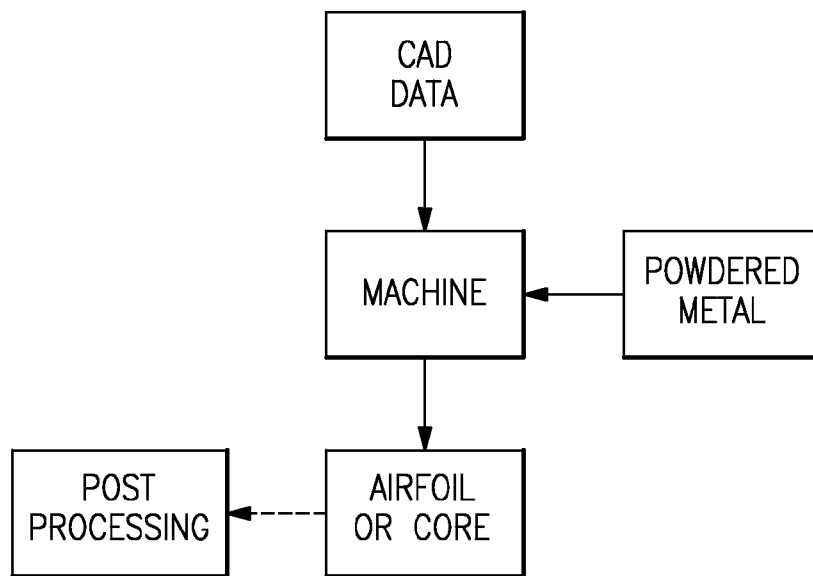 CAD
DATA
MACHINE
POWDERED
METAL
POST
PROCESSING
AIRFOIL
OR CORE